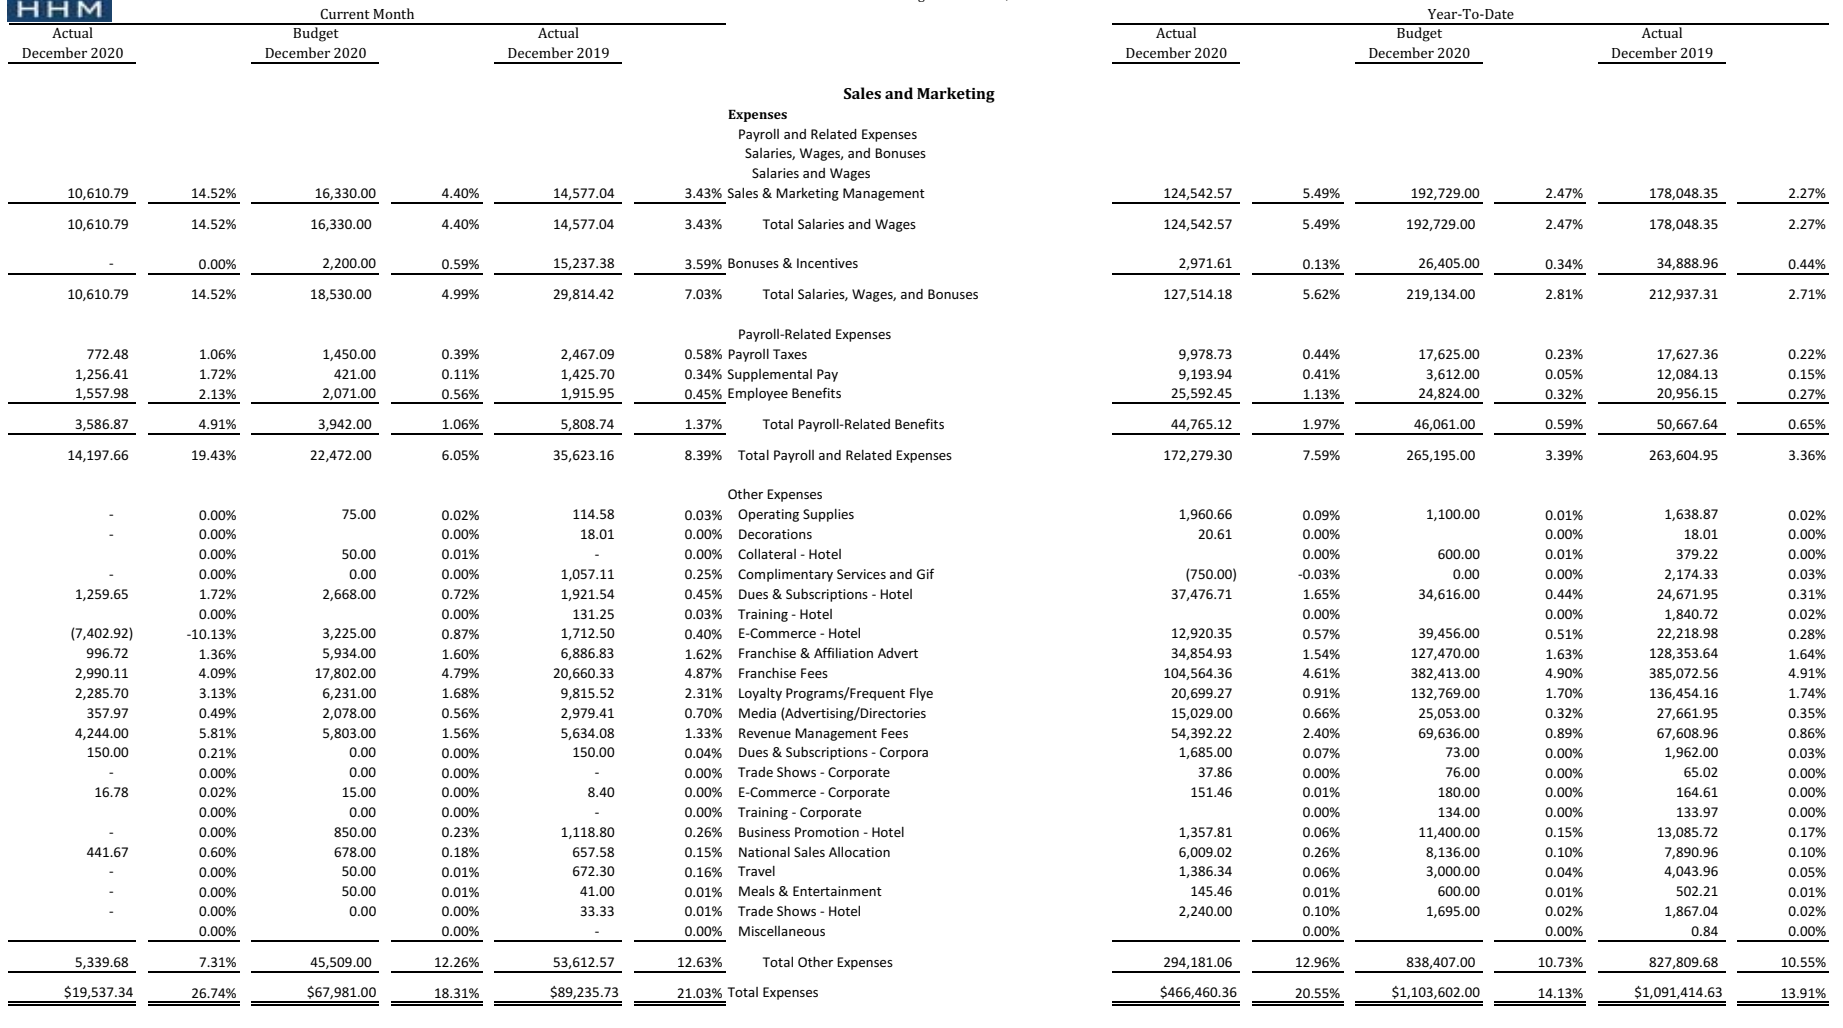 HHM
Current Month Year-To-Date
Actual Budget Actual Actual Budget Actual
December 2020 December 2020 December 2019 December 2020 December 2020 December 2019
Sales and Marketing
Expenses
Payroll and Related Expenses
Salaries, Wages, and Bonuses
Salaries and Wages
10,610.79 14.52% 16,330.00 4.40% 14,577.04 3.43% Sales & Marketing Management 124,542.57 5.49% 192,729.00 2.47% 178,048.35 2.27%
10,610.79 14.52% 16,330.00 4.40% 14,577.04 3.43% Total Salaries and Wages 124,542.57 5.49% 192,729.00 2.47% 178,048.35 2.27%
- 0.00% 2,200.00 0.59% 15,237.38 3.59% Bonuses & Incentives 2,971.61 0.13% 26,405.00 0.34% 34,888.96 0.44%
10,610.79 14.52% 18,530.00 4.99% 29,814.42 7.03% Total Salaries, Wages, and Bonuses 127,514.18 5.62% 219,134.00 2.81% 212,937.31 2.71%
Payroll-Related Expenses
772.48 1.06% 1,450.00 0.39% 2,467.09 0.58% Payroll Taxes 9,978.73 0.44% 17,625.00 0.23% 17,627.36 0.22%
1,256.41 1.72% 421.00 0.11% 1,425.70 0.34% Supplemental Pay 9,193.94 0.41% 3,612.00 0.05% 12,084.13 0.15%
1,557.98 2.13% 2,071.00 0.56% 1,915.95 0.45% Employee Benefits 25,592.45 1.13% 24,824.00 0.32% 20,956.15 0.27%
3,586.87 4.91% 3,942.00 1.06% 5,808.74 1.37% Total Payroll-Related Benefits 44,765.12 1.97% 46,061.00 0.59% 50,667.64 0.65%
14,197.66 19.43% 22,472.00 6.05% 35,623.16 8.39% Total Payroll and Related Expenses 172,279.30 7.59% 265,195.00 3.39% 263,604.95 3.36%
Other Expenses
- 0.00% 75.00 0.02% 114.58 0.03% Operating Supplies 1,960.66 0.09% 1,100.00 0.01% 1,638.87 0.02%
- 0.00% 0.00% 18.01 0.00% Decorations 20.61 0.00% 0.00% 18.01 0.00%
0.00% 50.00 0.01% - 0.00% Collateral - Hotel 0.00% 600.00 0.01% 379.22 0.00%
- 0.00% 0.00 0.00% 1,057.11 0.25% Complimentary Services and Gif (750.00) -0.03% 0.00 0.00% 2,174.33 0.03%
1,259.65 1.72% 2,668.00 0.72% 1,921.54 0.45% Dues & Subscriptions - Hotel 37,476.71 1.65% 34,616.00 0.44% 24,671.95 0.31%
0.00% 0.00% 131.25 0.03% Training - Hotel 0.00% 0.00% 1,840.72 0.02%
(7,402.92) -10.13% 3,225.00 0.87% 1,712.50 0.40% E-Commerce - Hotel 12,920.35 0.57% 39,456.00 0.51% 22,218.98 0.28%
996.72 1.36% 5,934.00 1.60% 6,886.83 1.62% Franchise & Affiliation Advert 34,854.93 1.54% 127,470.00 1.63% 128,353.64 1.64%
2,990.11 4.09% 17,802.00 4.79% 20,660.33 4.87% Franchise Fees 104,564.36 4.61% 382,413.00 4.90% 385,072.56 4.91%
2,285.70 3.13% 6,231.00 1.68% 9,815.52 2.31% Loyalty Programs/Frequent Flye 20,699.27 0.91% 132,769.00 1.70% 136,454.16 1.74%
357.97 0.49% 2,078.00 0.56% 2,979.41 0.70% Media (Advertising/Directories 15,029.00 0.66% 25,053.00 0.32% 27,661.95 0.35%
4,244.00 5.81% 5,803.00 1.56% 5,634.08 1.33% Revenue Management Fees 54,392.22 2.40% 69,636.00 0.89% 67,608.96 0.86%
150.00 0.21% 0.00 0.00% 150.00 0.04% Dues & Subscriptions - Corpora 1,685.00 0.07% 73.00 0.00% 1,962.00 0.03%
- 0.00% 0.00 0.00% - 0.00% Trade Shows - Corporate 37.86 0.00% 76.00 0.00% 65.02 0.00%
16.78 0.02% 15.00 0.00% 8.40 0.00% E-Commerce - Corporate 151.46 0.01% 180.00 0.00% 164.61 0.00%
0.00% 0.00 0.00% - 0.00% Training - Corporate 0.00% 134.00 0.00% 133.97 0.00%
- 0.00% 850.00 0.23% 1,118.80 0.26% Business Promotion - Hotel 1,357.81 0.06% 11,400.00 0.15% 13,085.72 0.17%
441.67 0.60% 678.00 0.18% 657.58 0.15% National Sales Allocation 6,009.02 0.26% 8,136.00 0.10% 7,890.96 0.10%
- 0.00% 50.00 0.01% 672.30 0.16% Travel 1,386.34 0.06% 3,000.00 0.04% 4,043.96 0.05%
- 0.00% 50.00 0.01% 41.00 0.01% Meals & Entertainment 145.46 0.01% 600.00 0.01% 502.21 0.01%
- 0.00% 0.00 0.00% 33.33 0.01% Trade Shows - Hotel 2,240.00 0.10% 1,695.00 0.02% 1,867.04 0.02%
0.00% 0.00% - 0.00% Miscellaneous 0.00% 0.00% 0.84 0.00%
5,339.68 7.31% 45,509.00 12.26% 53,612.57 12.63% Total Other Expenses 294,181.06 12.96% 838,407.00 10.73% 827,809.68 10.55%
$19,537.34 26.74% $67,981.00 18.31% $89,235.73 21.03% Total Expenses $466,460.36 20.55% $1,103,602.00 14.13% $1,091,414.63 13.91%